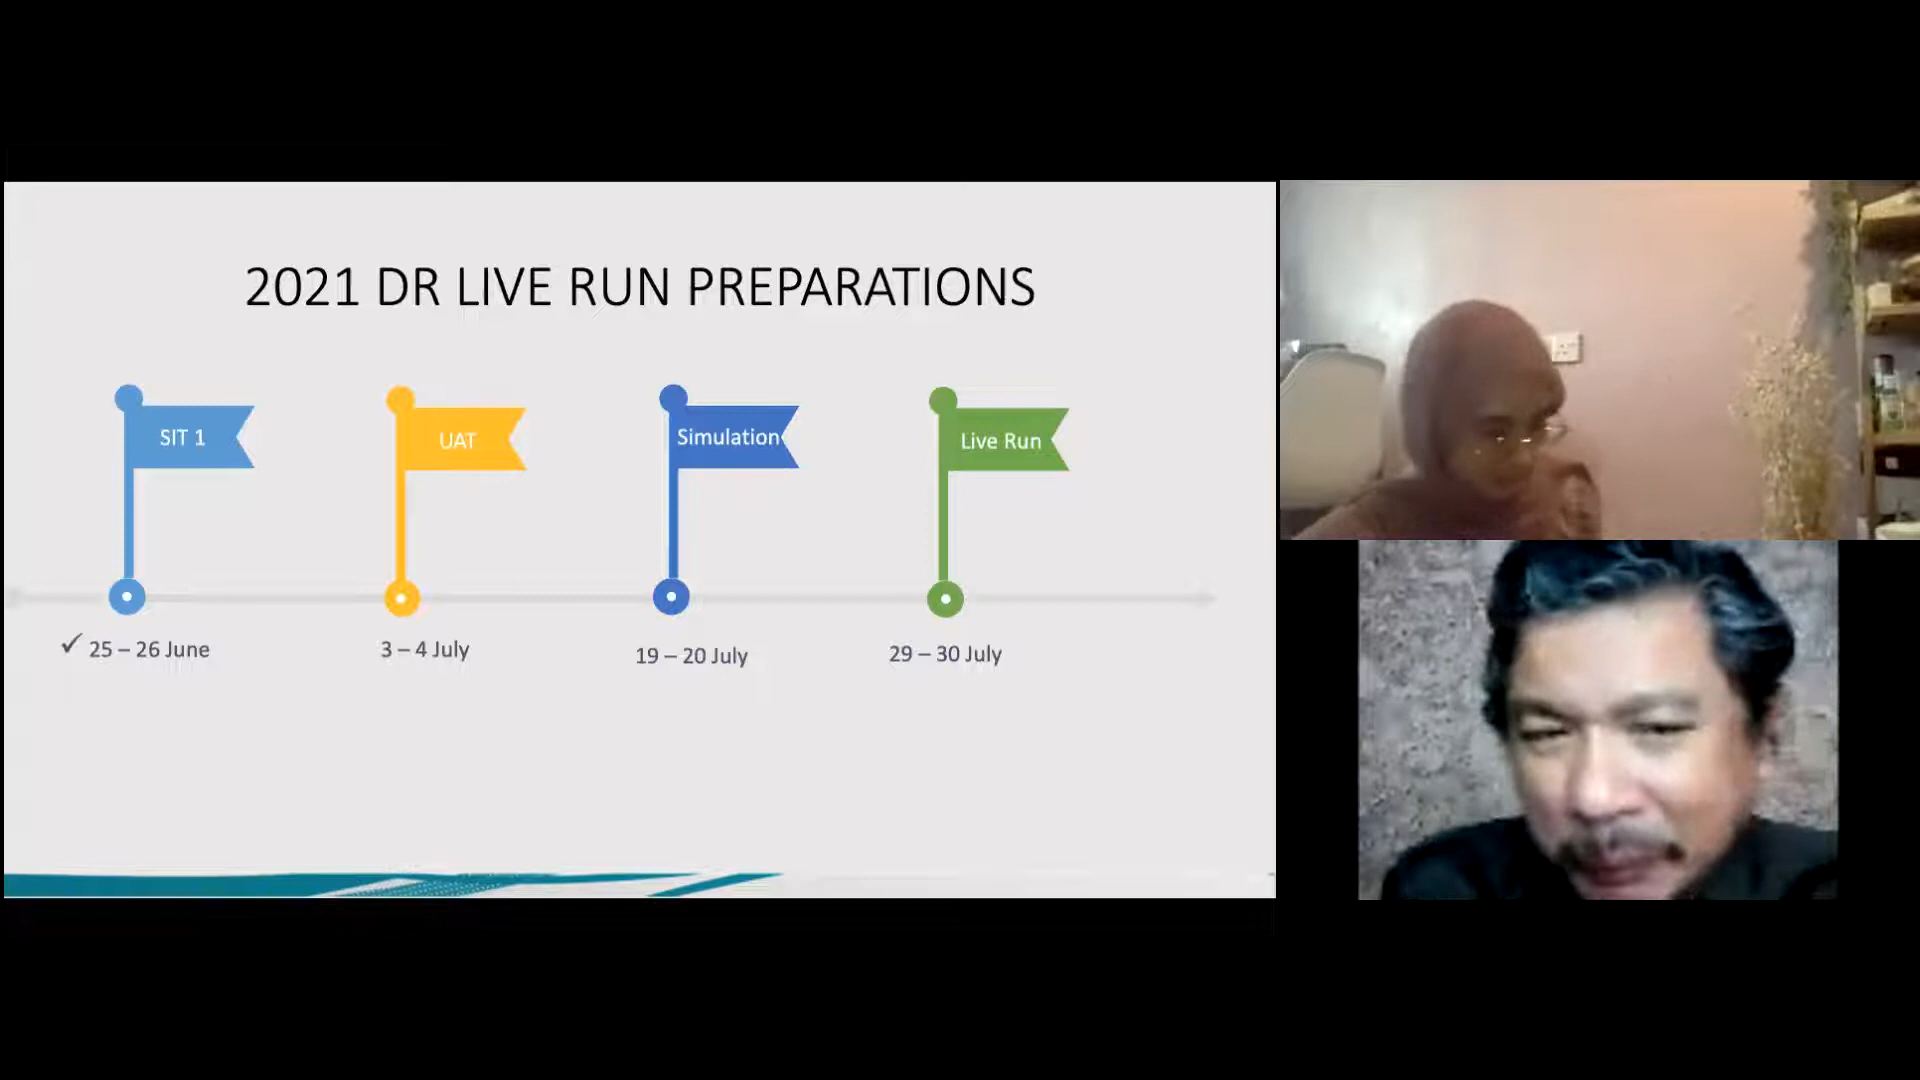 2021 DR LIVE RUN PREPARATIONS
SIT 1
UAT
Simulation
Live Run
✓ 25 – 26 June
3 – 4 July
19 – 20 July
29 – 30 July